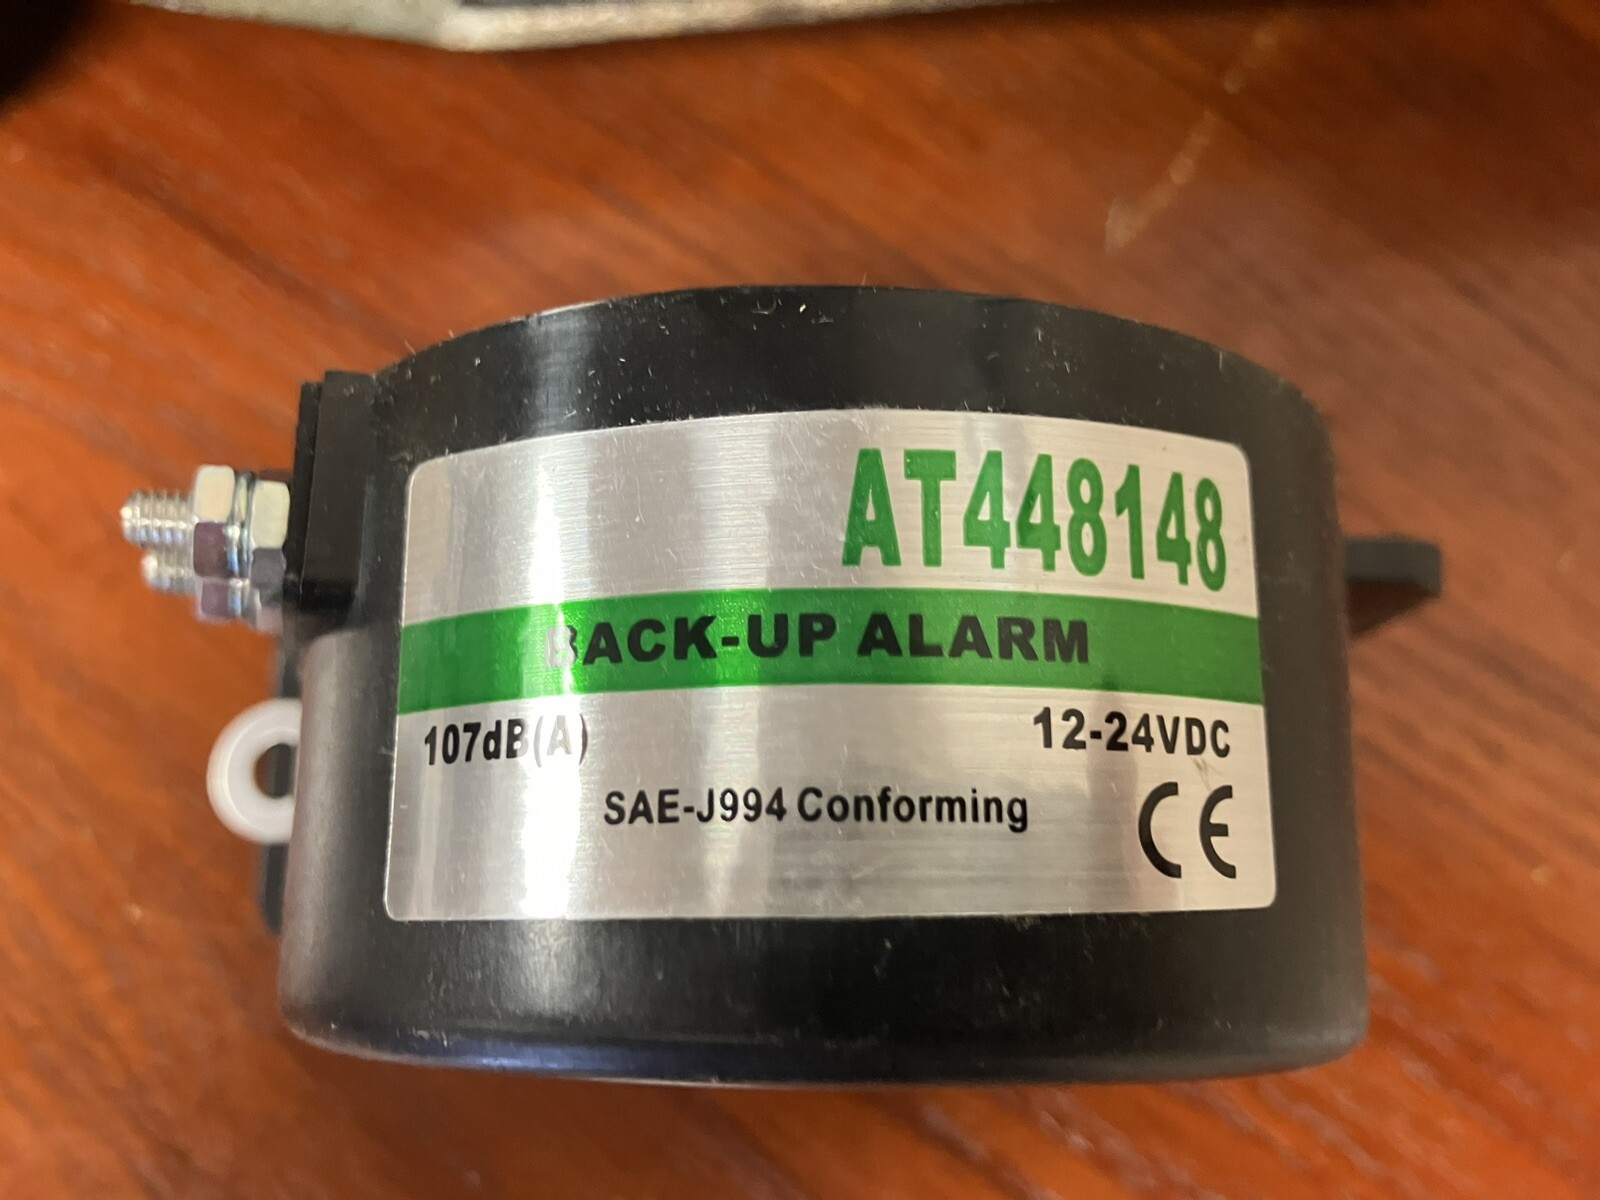 AT448148
BACK-UP ALARM
107dB(A) 12-24VDC
SAE-J994 Conforming
CE